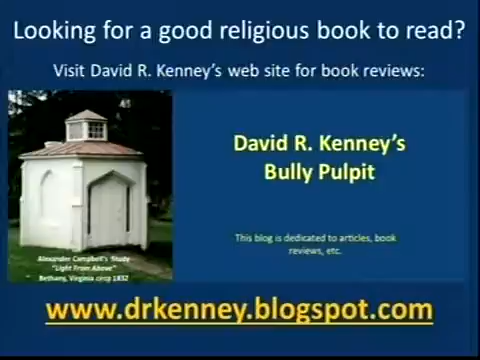 Looking for a good religious book to read?
Visit David R. Kenney's web site for book reviews:
David R. Kenney's
Bully Pulpit
This blog is dedicated to articles, book
reviews, etc.
Alexander Campbell's Study
"Light From Above"
Bethany, Virginia circa 1832
www.drkenney.blogspot.com